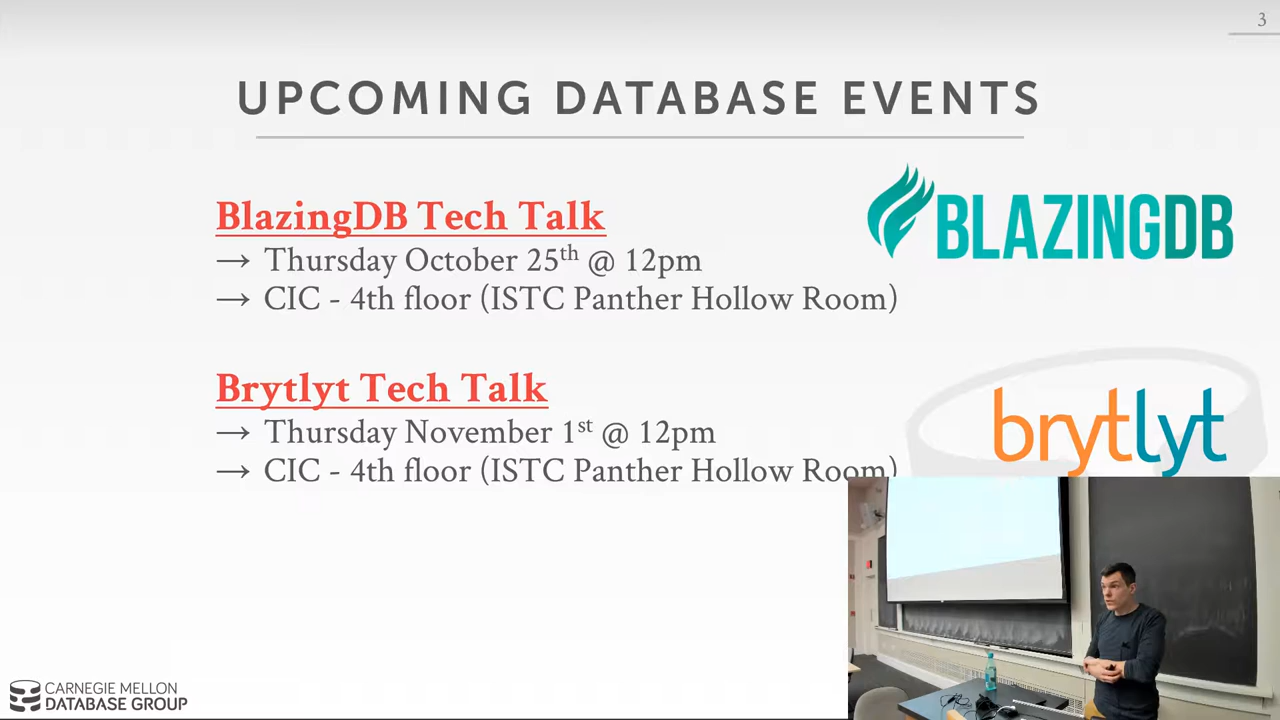 3
UPCOMING DATABASE EVENTS
BlazingDB Tech Talk
→ Thursday October 25th @ 12pm
→ CIC - 4th floor (ISTC Panther Hollow Room)
BLAZINGDB
Brytlyt Tech Talk
→ Thursday November 1st @ 12pm
→ CIC - 4th floor (ISTC Panther Hollow Room)
brytlyt
CARNEGIE MELLON
DATABASE GROUP